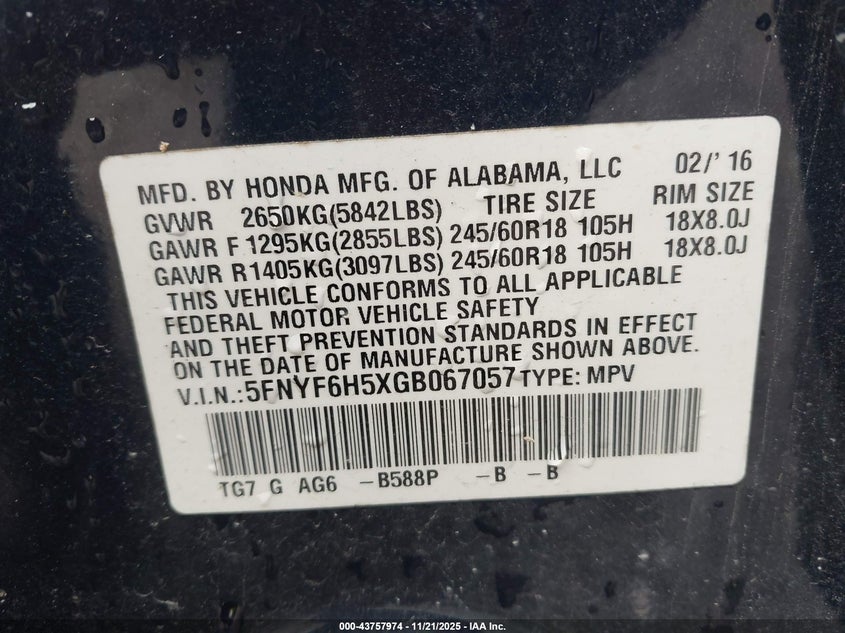 MFD. BY HONDA MFG. OF ALABAMA, LLC 02/' 16
GVWR 2650KG(5842LBS) TIRE SIZE RIM SIZE
GAWR F 1295KG(2855LBS) 245/60R18 105H 18X8.0J
GAWR R1405KG(3097LBS) 245/60R18 105H 18X8.0J
THIS VEHICLE CONFORMS TO ALL APPLICABLE
FEDERAL MOTOR VEHICLE SAFETY
AND THEFT PREVENTION STANDARDS IN EFFECT
ON THE DATE OF MANUFACTURE SHOWN ABOVE.
V.I.N.:5FNYF6H5XGB067057 TYPE: MPV
TG7 G AG6 -B588P -B -B
000-43757974 - 11/21/2025 - IAA Inc.